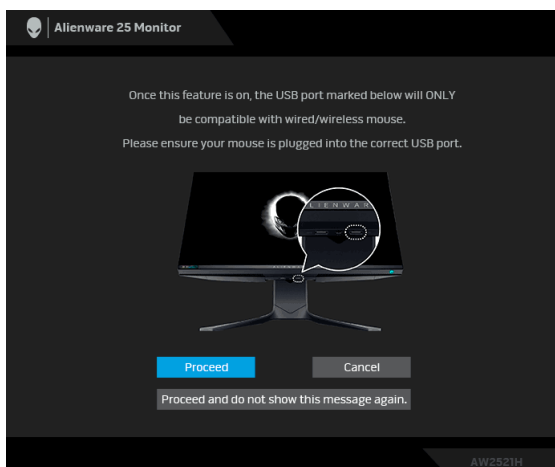 Alienware 25 Monitor
Once this feature is on, the USB port marked below will ONLY
be compatible with wired/wireless mouse.
Please ensure your mouse is plugged into the correct USB port.
LIENWAR
Proceed
Cancel
Proceed and do not show this message again.
AW2521H